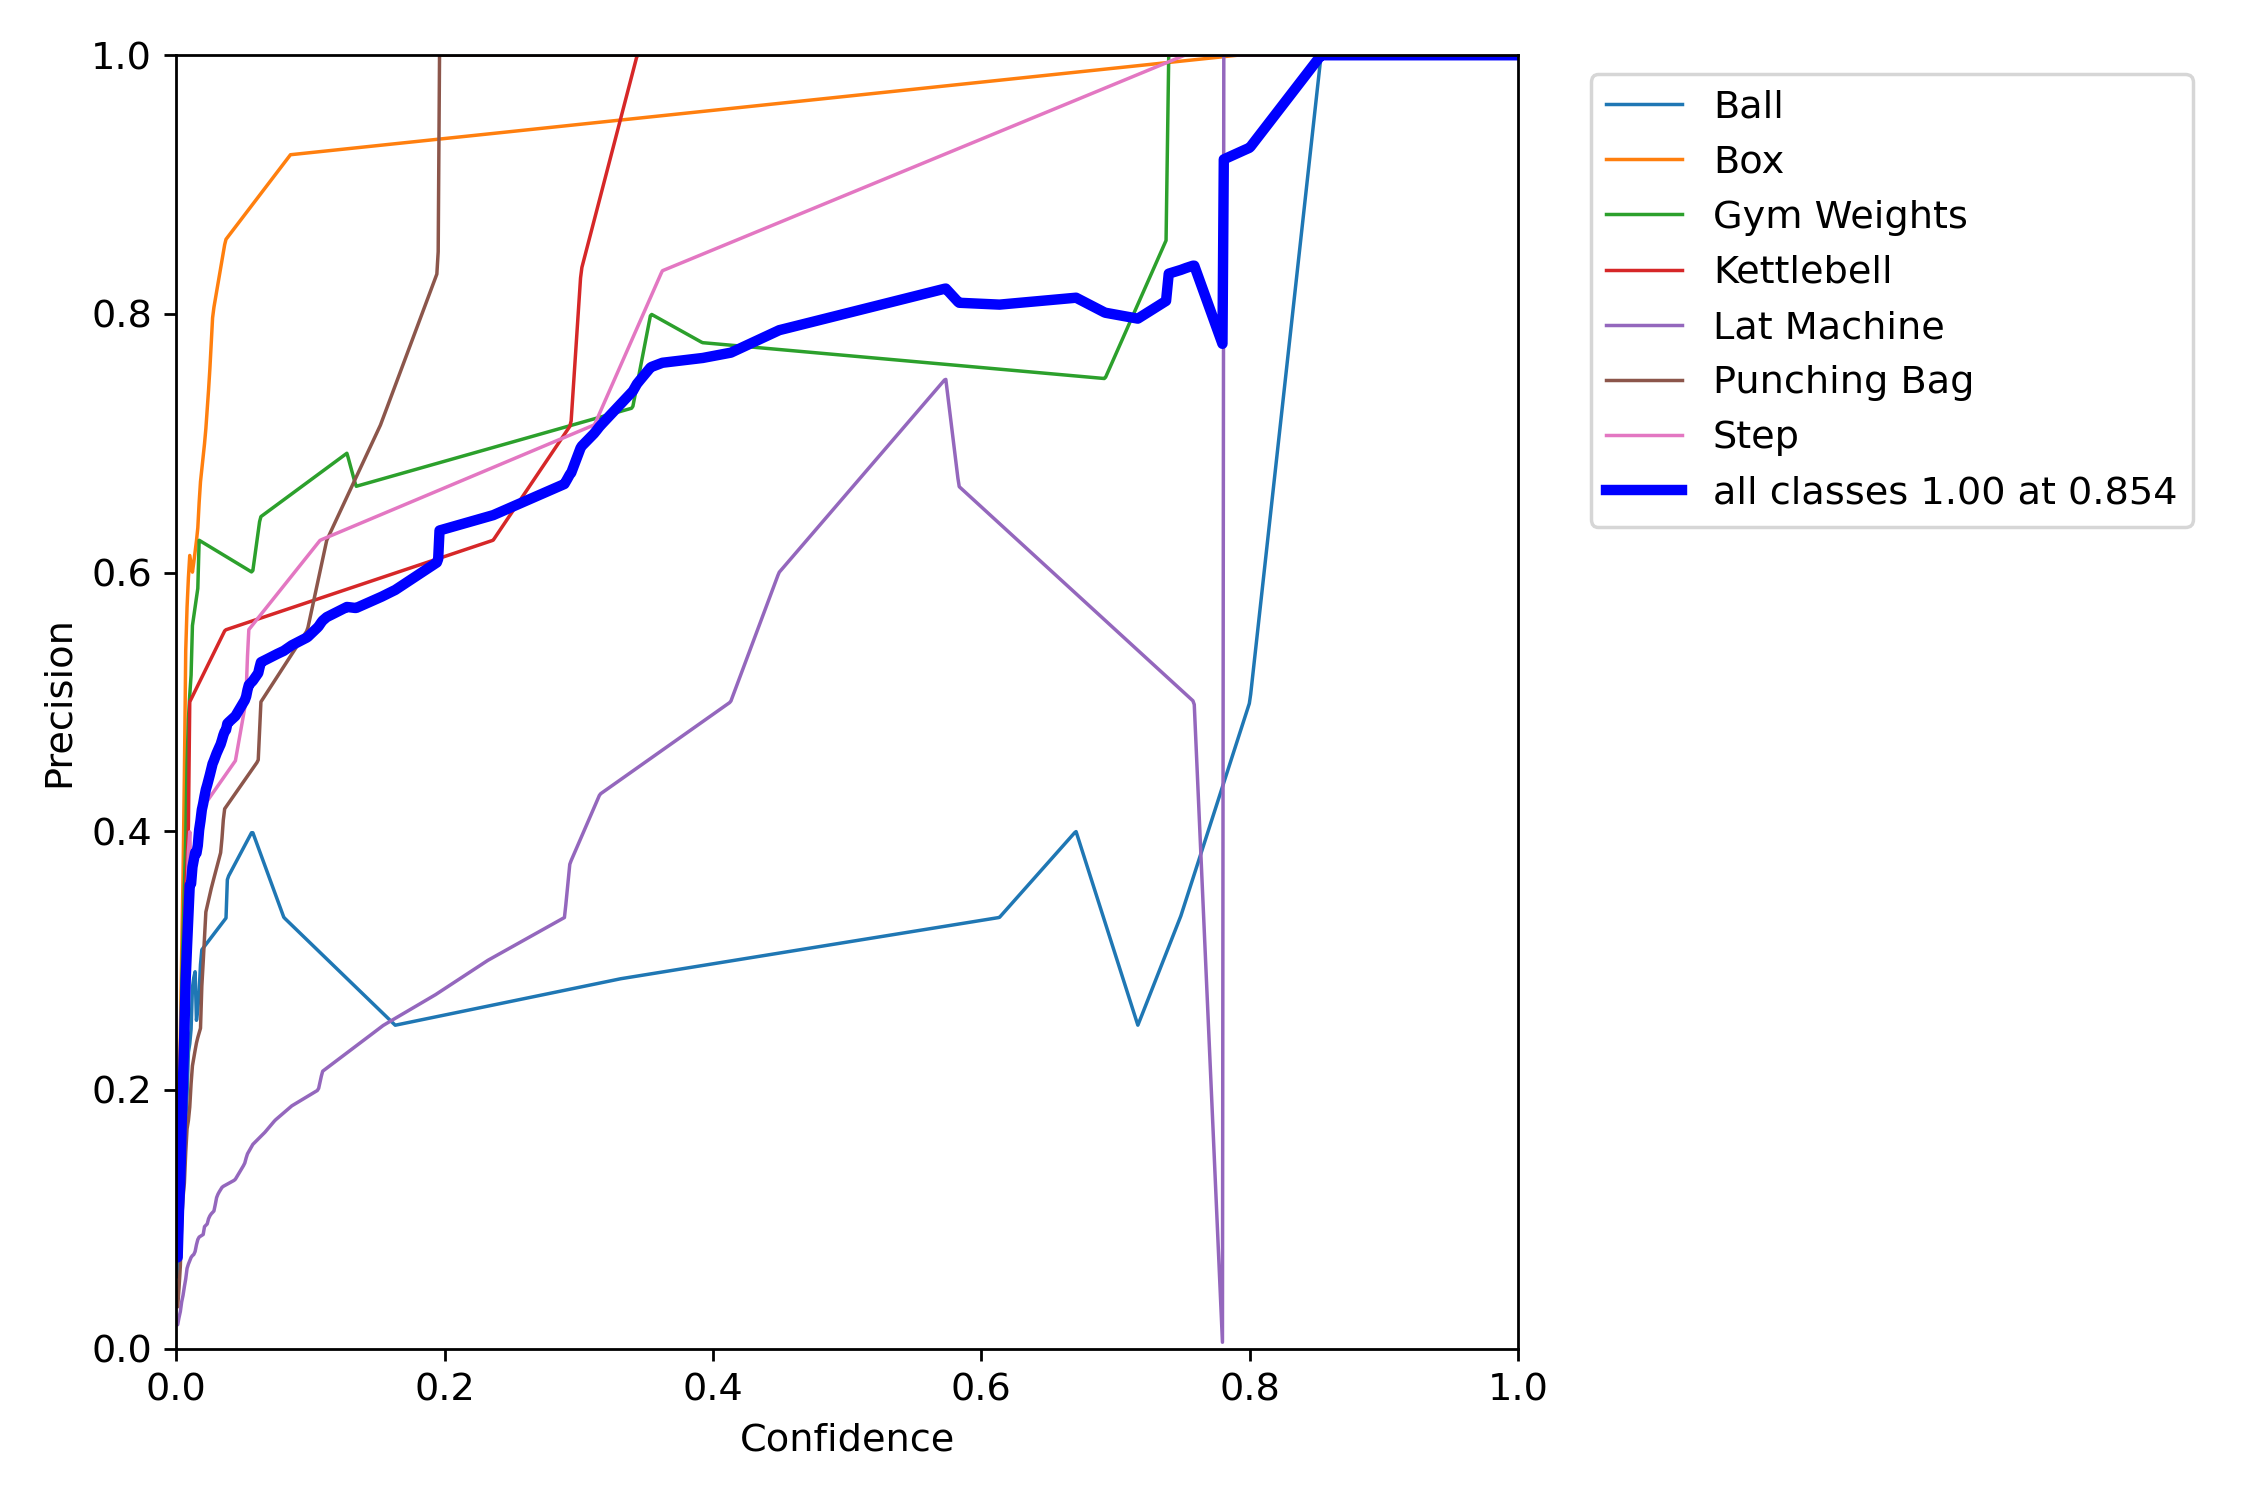 1.0
0.8
0.6
0.4
0.2
0.0
Precision
0.0 0.2 0.4 0.6 0.8 1.0
Confidence
Ball
Box
Gym Weights
Kettlebell
Lat Machine
Punching Bag
Step
all classes 1.00 at 0.854